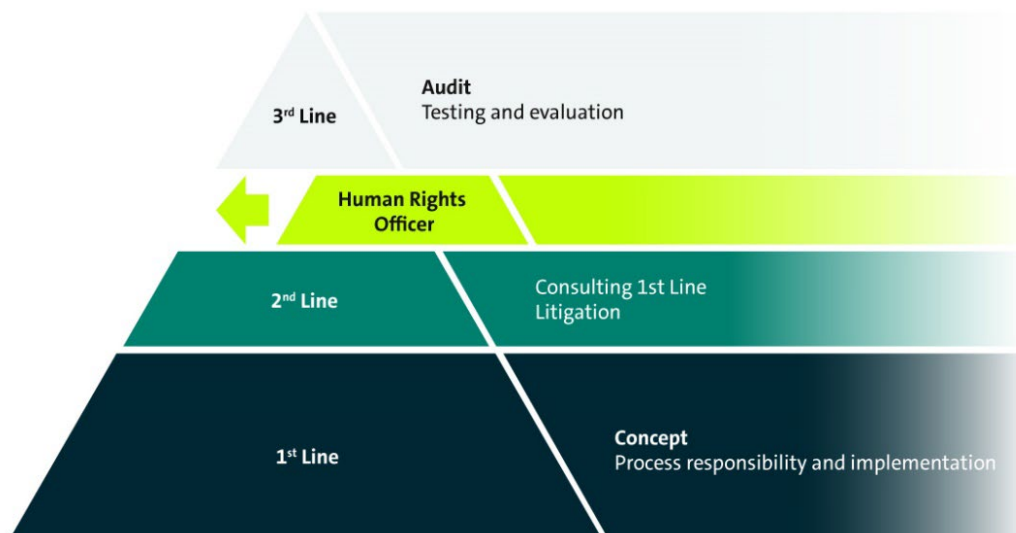 3rd Line
Audit
Testing and evaluation
Human Rights
Officer
2nd Line
Consulting 1st Line
Litigation
1st Line
Concept
Process responsibility and implementation